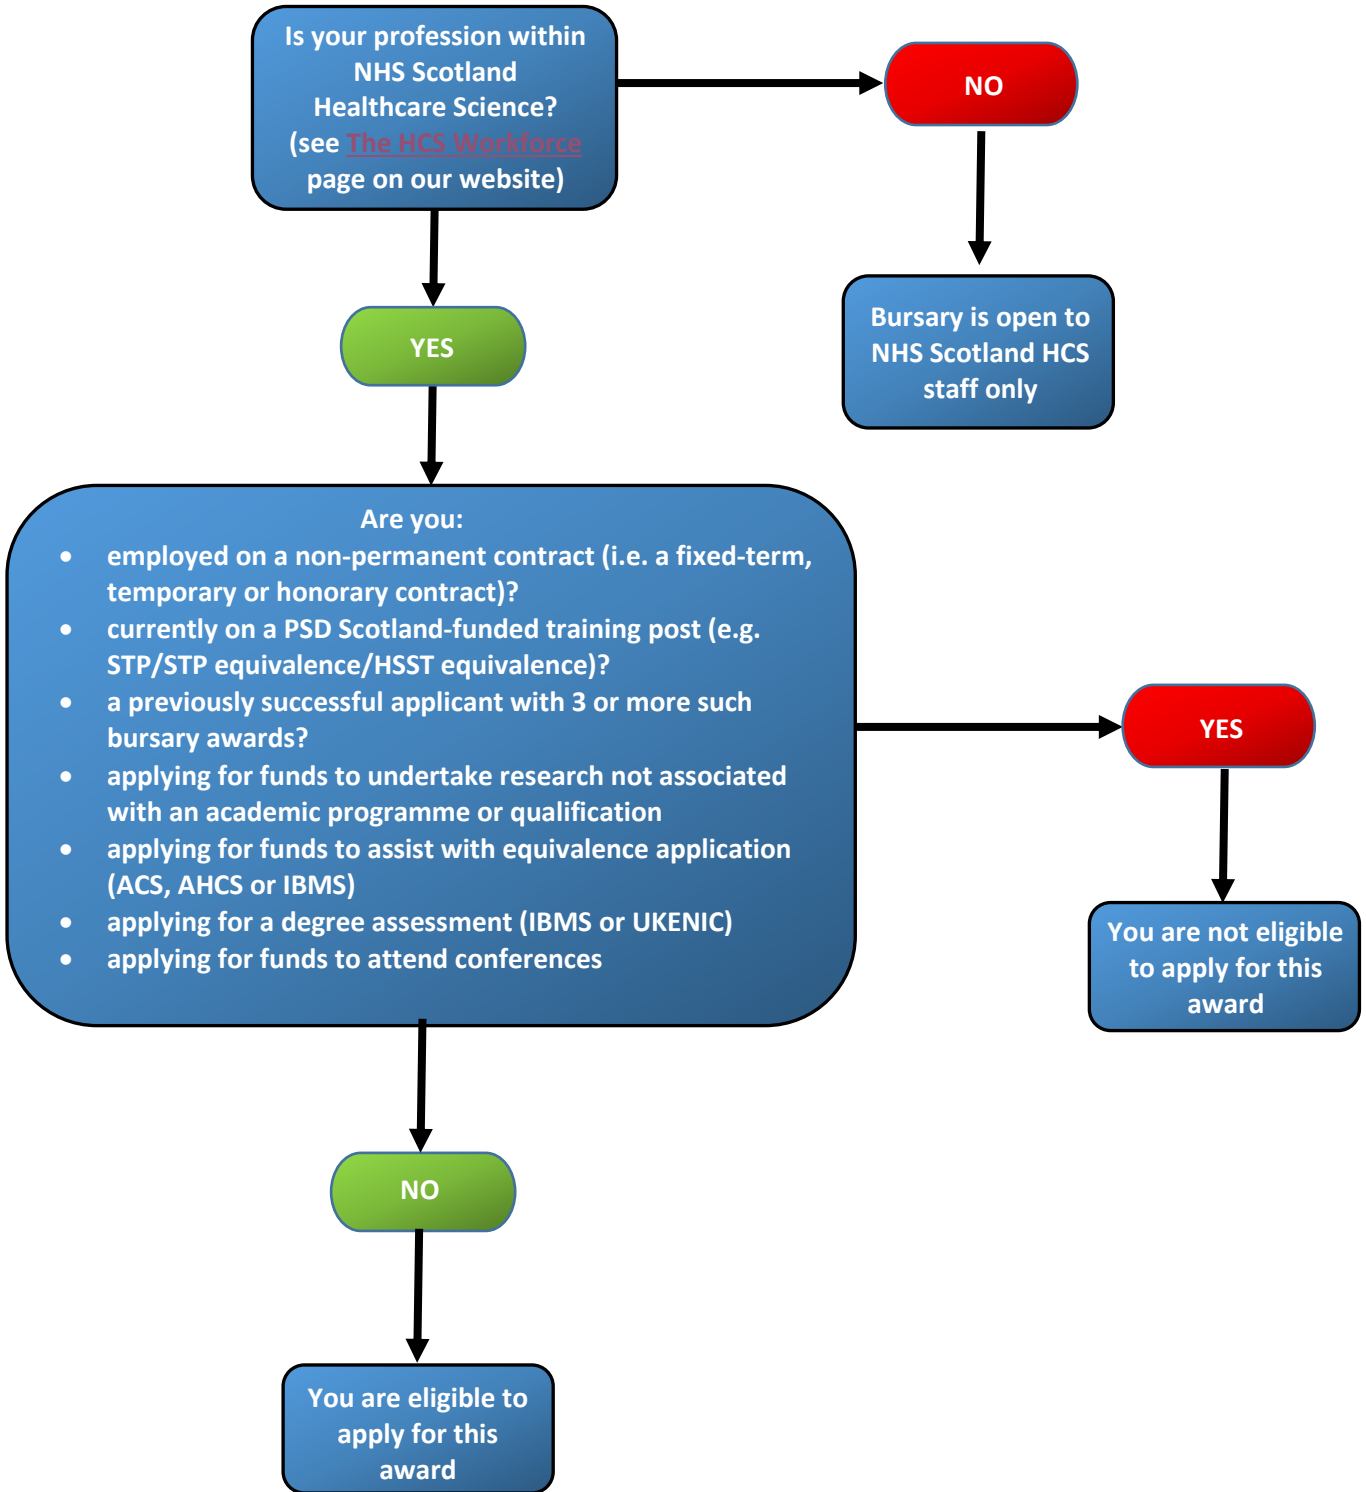 Is your profession within
NHS Scotland
Healthcare Science?
(see The HCS Workforce
page on our website)
NO
YES
Bursary is open to
NHS Scotland HCS
staff only
Are you:
• employed on a non-permanent contract (i.e. a fixed-term,
temporary or honorary contract)?
• currently on a PSD Scotland-funded training post (e.g.
STP/STP equivalence/HSST equivalence)?
• a previously successful applicant with 3 or more such
bursary awards?
• applying for funds to undertake research not associated
with an academic programme or qualification
• applying for funds to assist with equivalence application
(ACS, AHCS or IBMS)
• applying for a degree assessment (IBMS or UKENIC)
• applying for funds to attend conferences
YES
You are not eligible
to apply for this
award
NO
You are eligible to
apply for this
award